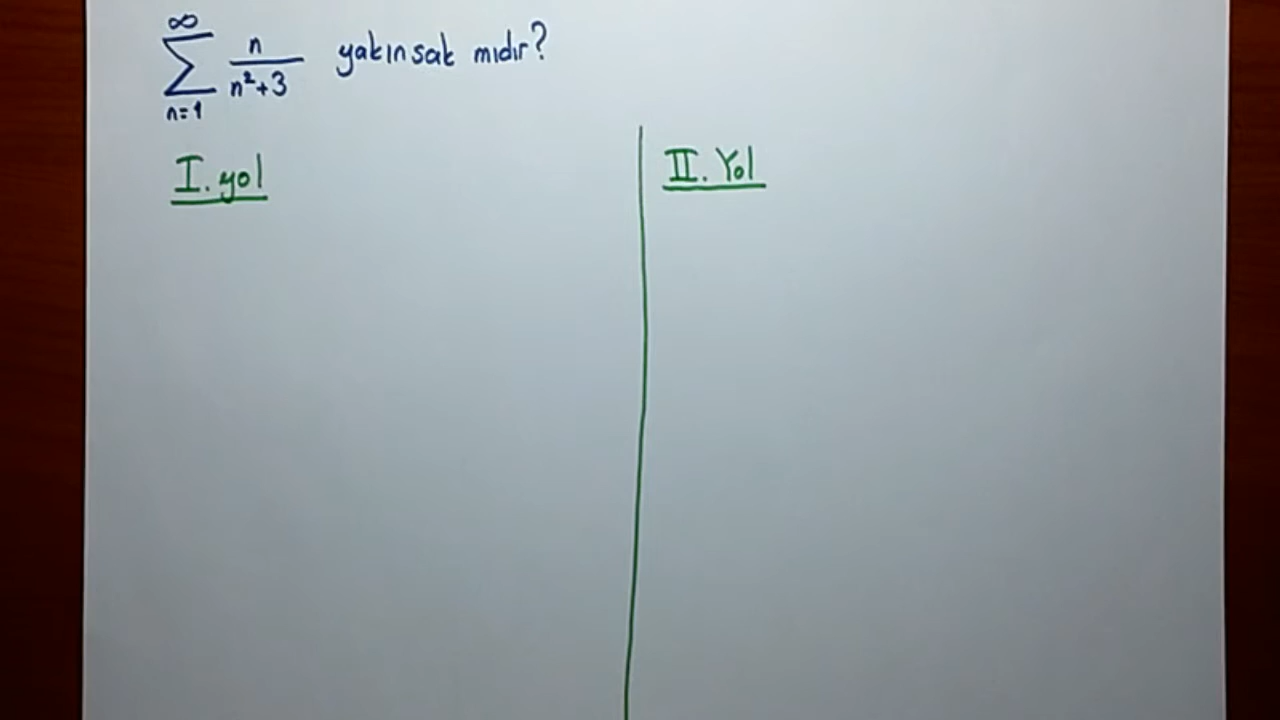 ∞
∑ n/(n²+3) yakınsak mıdır?
n=1
I. yol
II. Yol